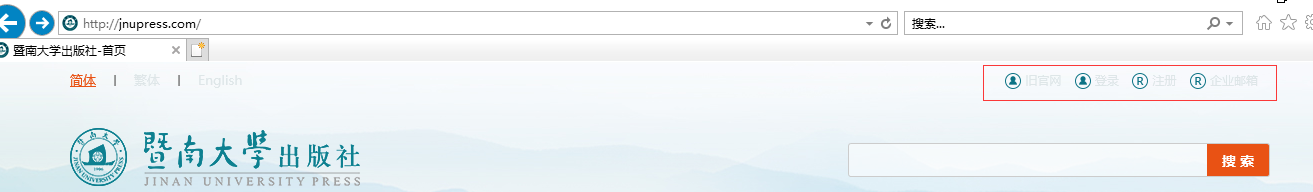 http://jnupress.com/
搜索...
暨南大学出版社-首页
简体 | 繁体 | English
旧官网 登录 注册 企业邮箱
暨南大学出版社
JINAN UNIVERSITY PRESS
搜 索